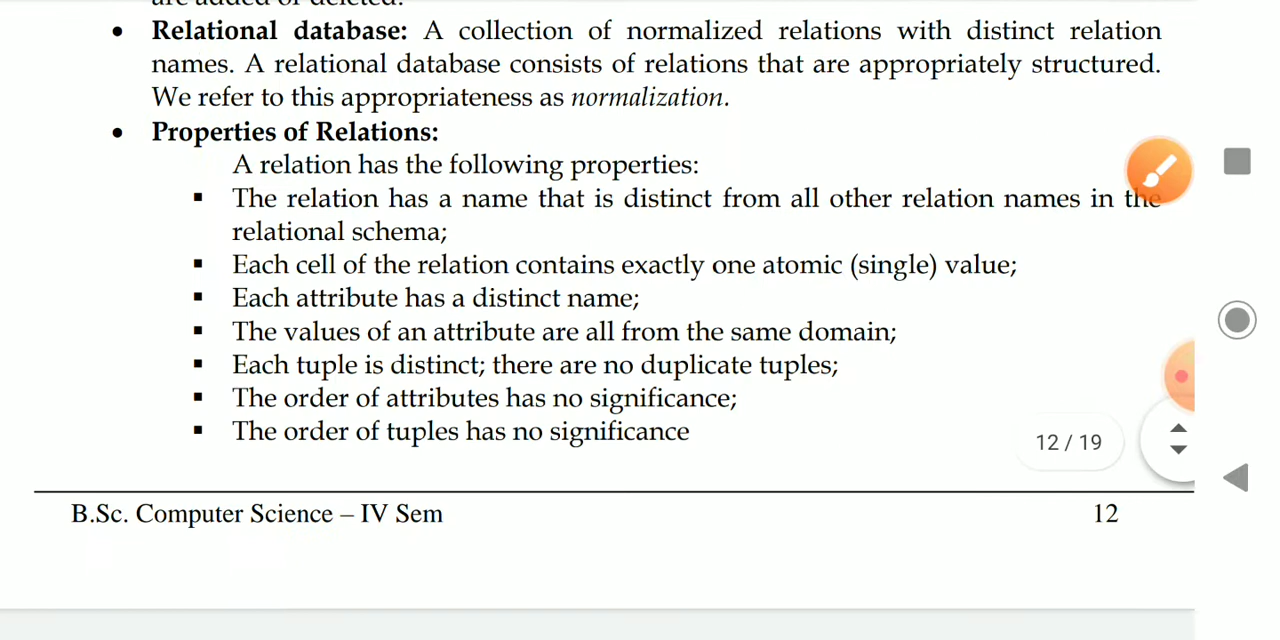 are added or deleted.
• Relational database: A collection of normalized relations with distinct relation
names. A relational database consists of relations that are appropriately structured.
We refer to this appropriateness as normalization.
• Properties of Relations:
A relation has the following properties:
▪ The relation has a name that is distinct from all other relation names in the
relational schema;
▪ Each cell of the relation contains exactly one atomic (single) value;
▪ Each attribute has a distinct name;
▪ The values of an attribute are all from the same domain;
▪ Each tuple is distinct; there are no duplicate tuples;
▪ The order of attributes has no significance;
▪ The order of tuples has no significance
12 / 19
B.Sc. Computer Science – IV Sem 12